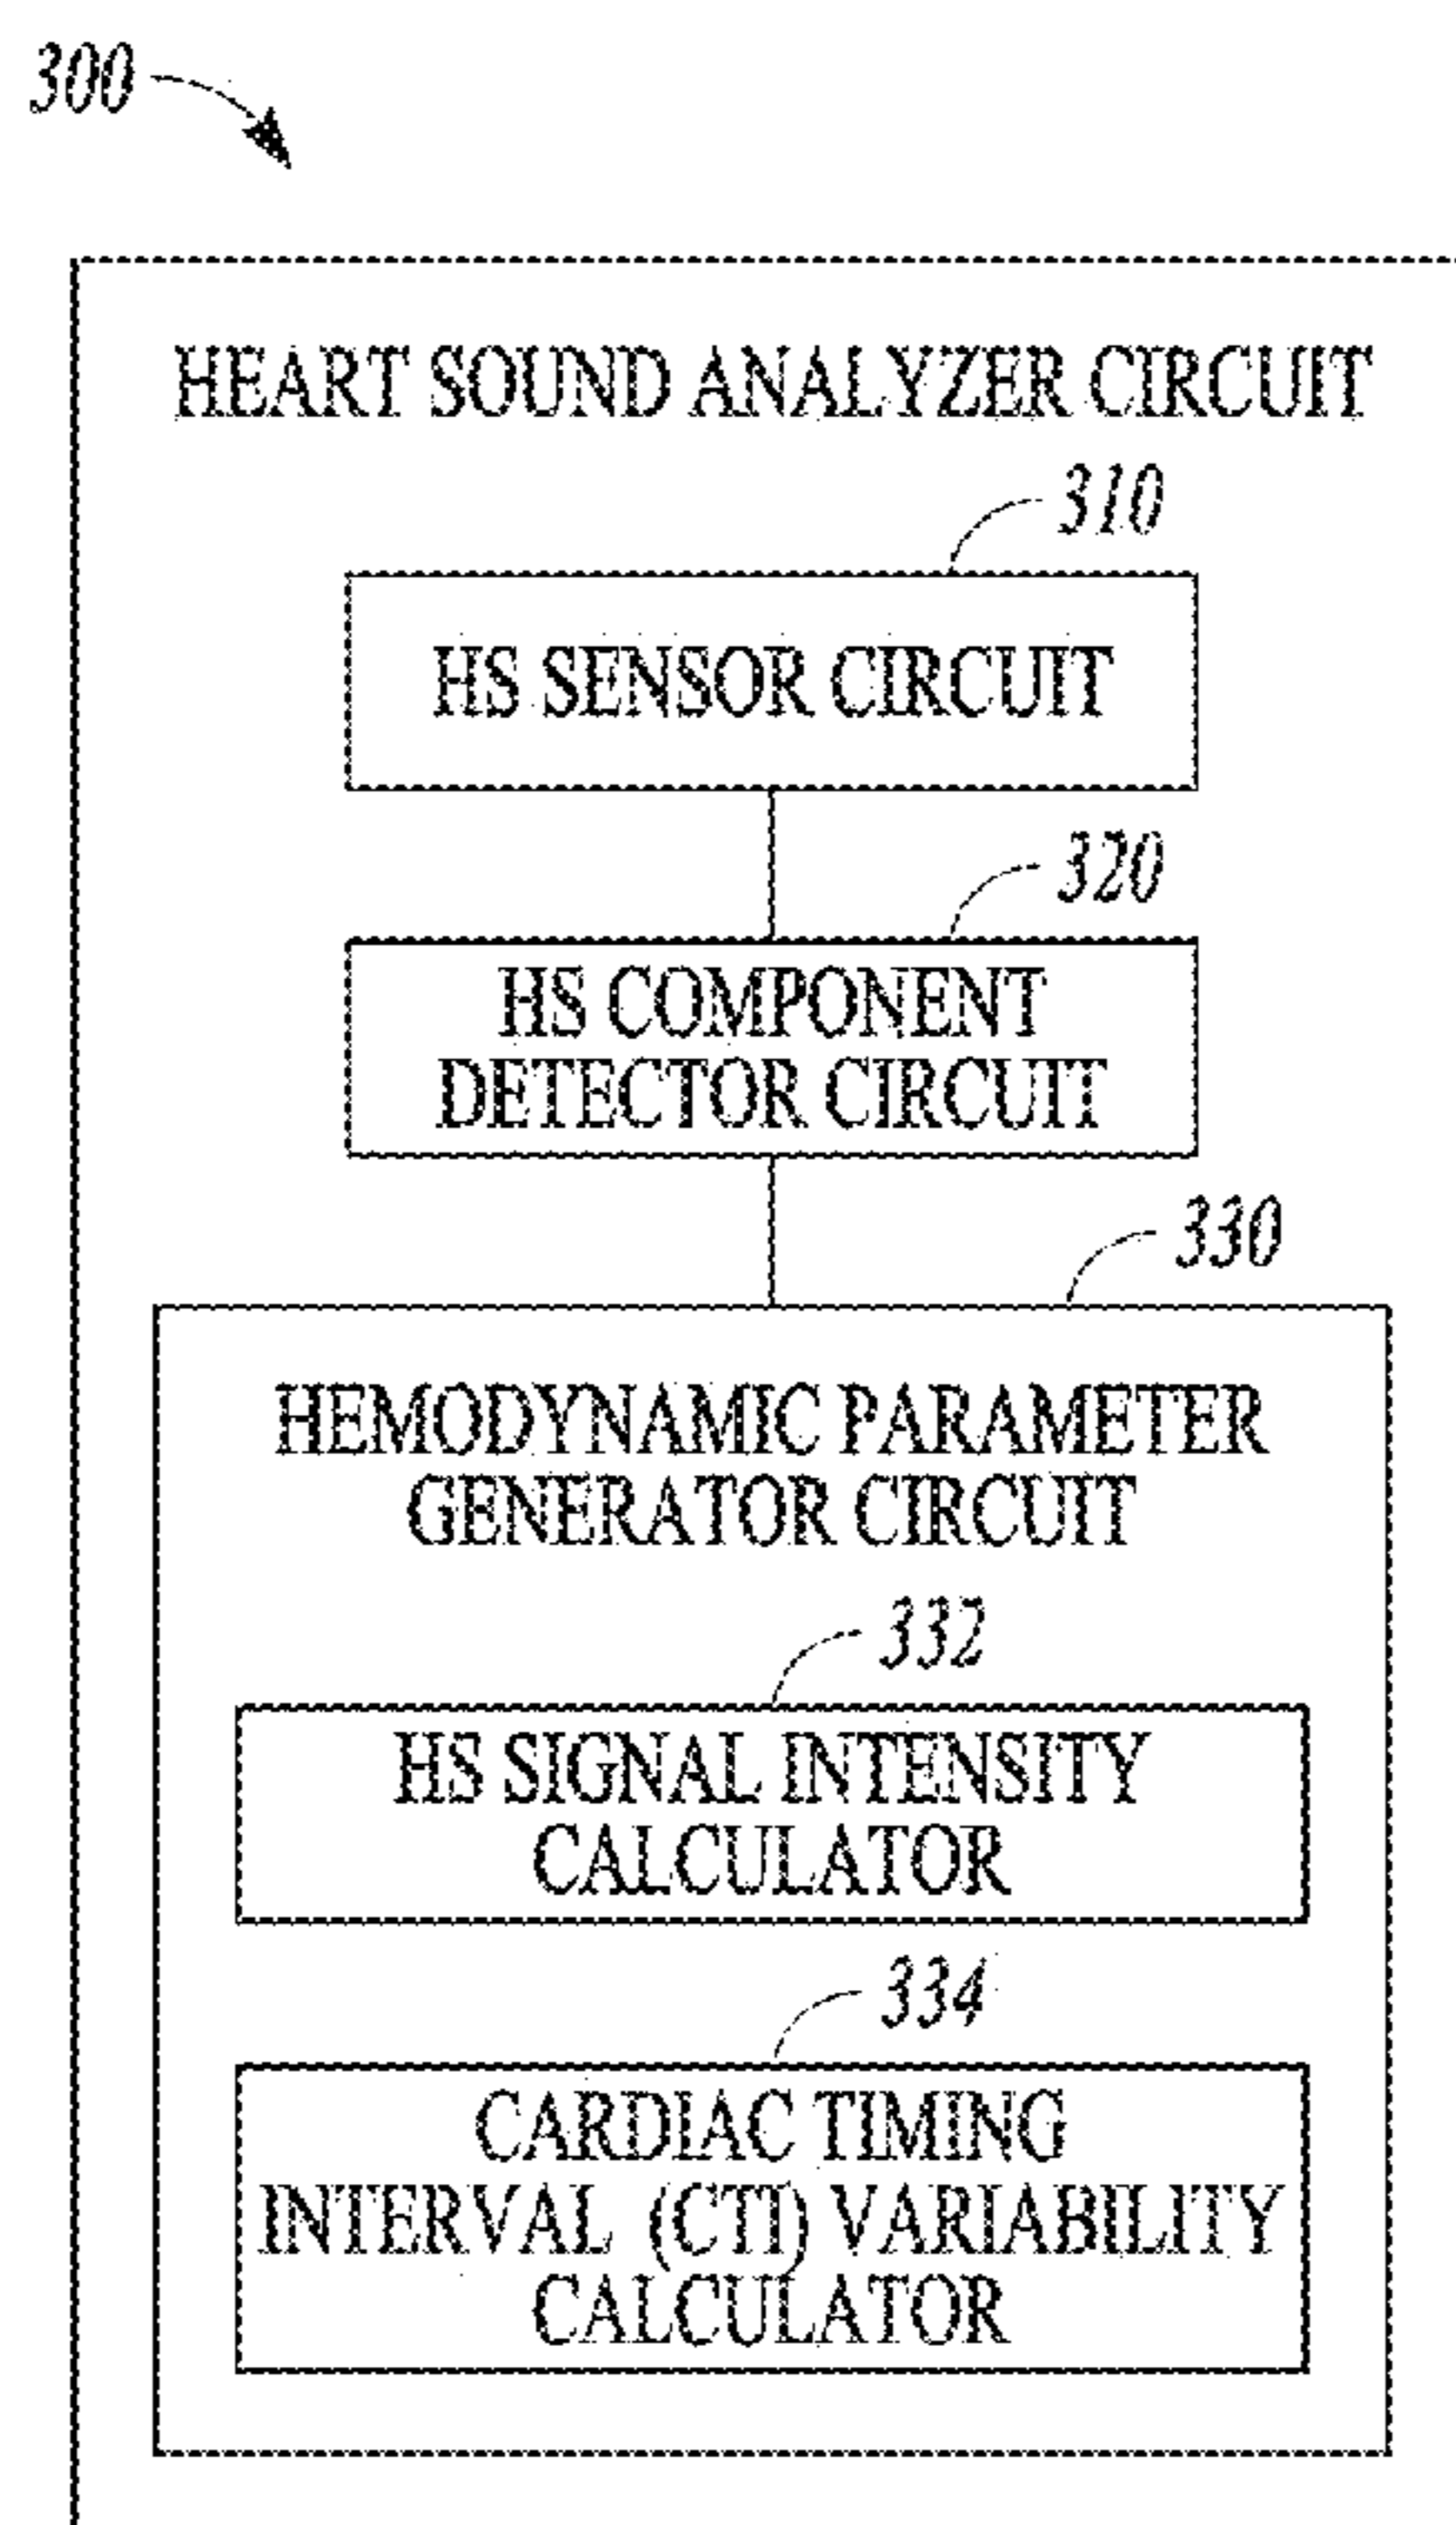 300
HEART SOUND ANALYZER CIRCUIT
310
HS SENSOR CIRCUIT
320
HS COMPONENT
DETECTOR CIRCUIT
330
HEMODYNAMIC PARAMETER
GENERATOR CIRCUIT
332
HS SIGNAL INTENSITY
CALCULATOR
334
CARDIAC TIMING
INTERVAL (CTI) VARIABILITY
CALCULATOR